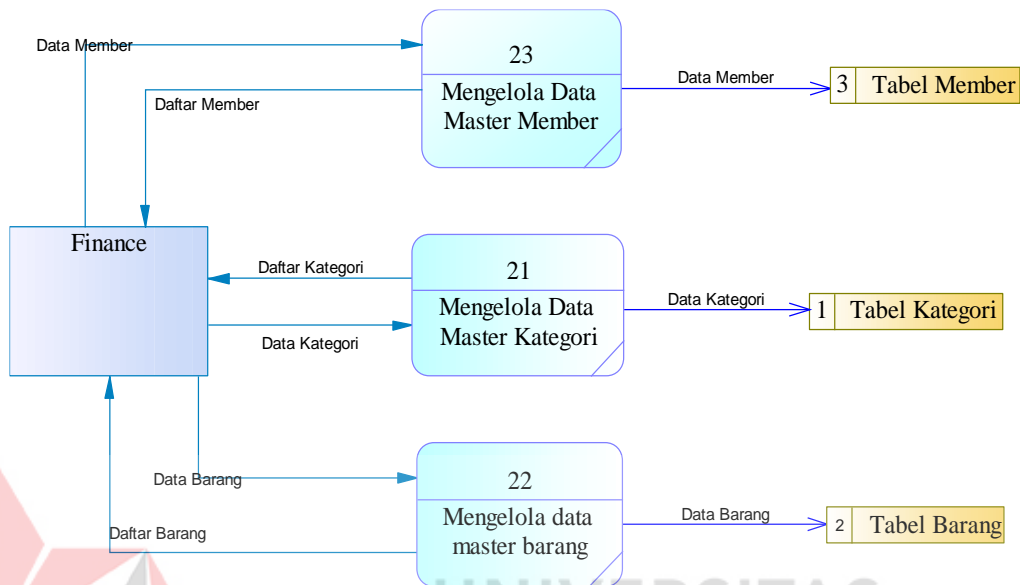 Data Member
23
Mengelola Data
Master Member
Data Member
3 Tabel Member
Daftar Member
Finance
Daftar Kategori
21
Mengelola Data
Master Kategori
Data Kategori
1 Tabel Kategori
Data Kategori
Data Barang
22
Mengelola data
master barang
Data Barang
2 Tabel Barang
Daftar Barang
UNIVERSITAS